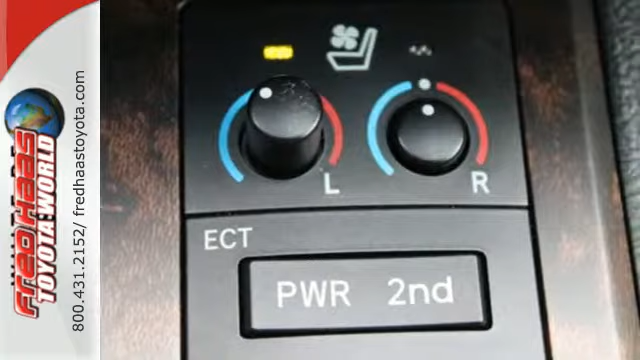 L R
ECT
PWR 2nd
FRED HAAS
TOYOTA WORLD
800.431.2152/ fredhaastoyota.com